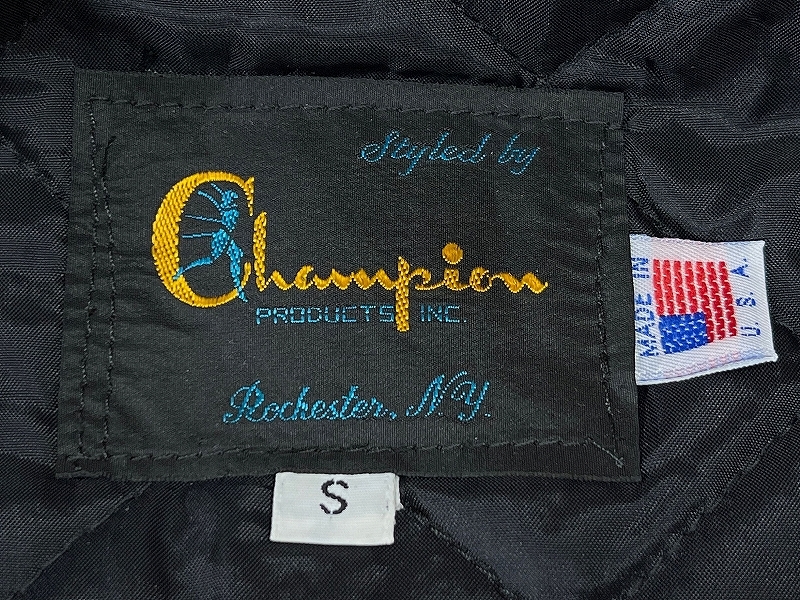 Styled by
Champion
PRODUCTS INC.
Rochester, N.Y.
MADE IN
U.S.A.
S